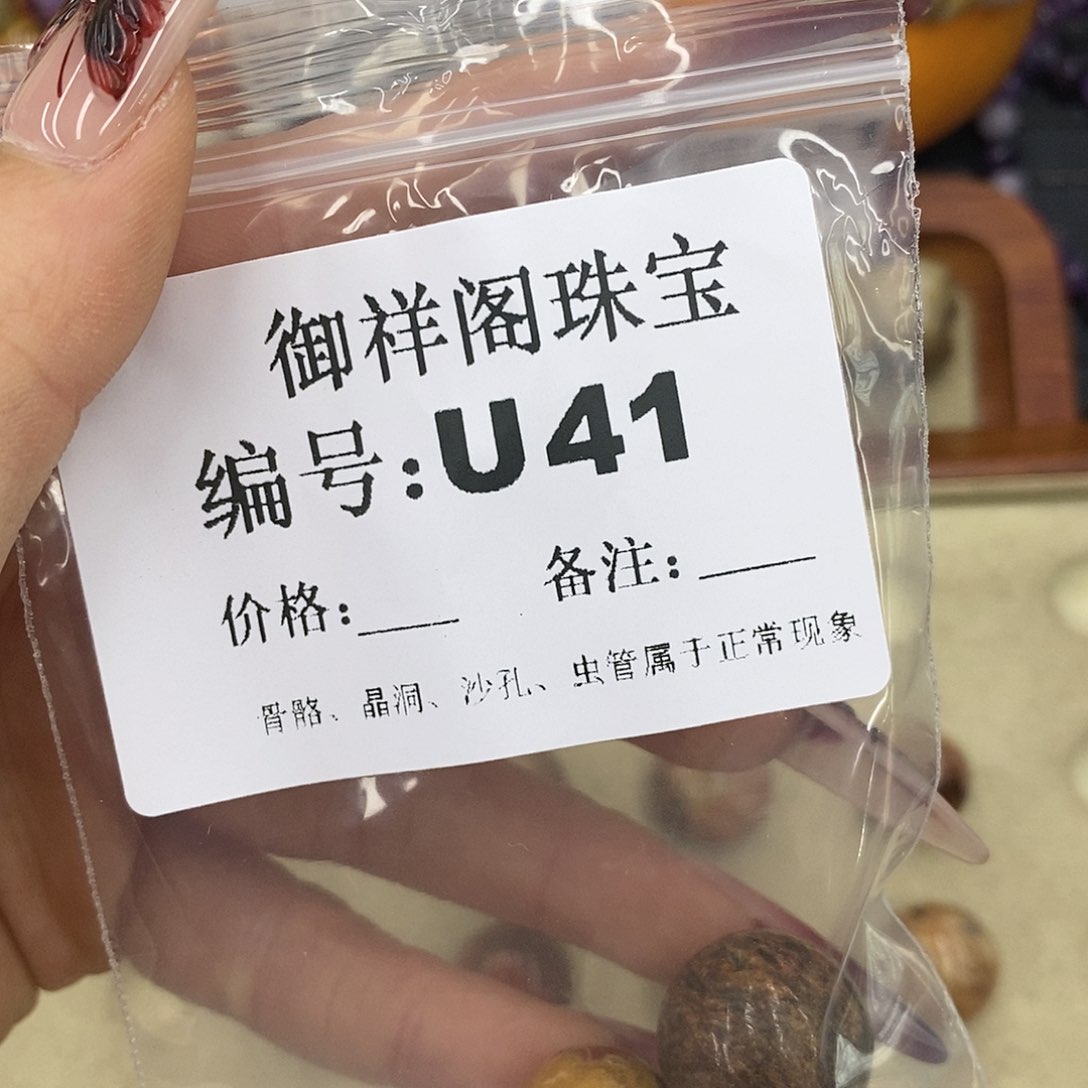 御祥阁珠宝
编号:U41
价格:___ 备注:____
骨骼、晶洞、沙孔、虫管属于正常现象